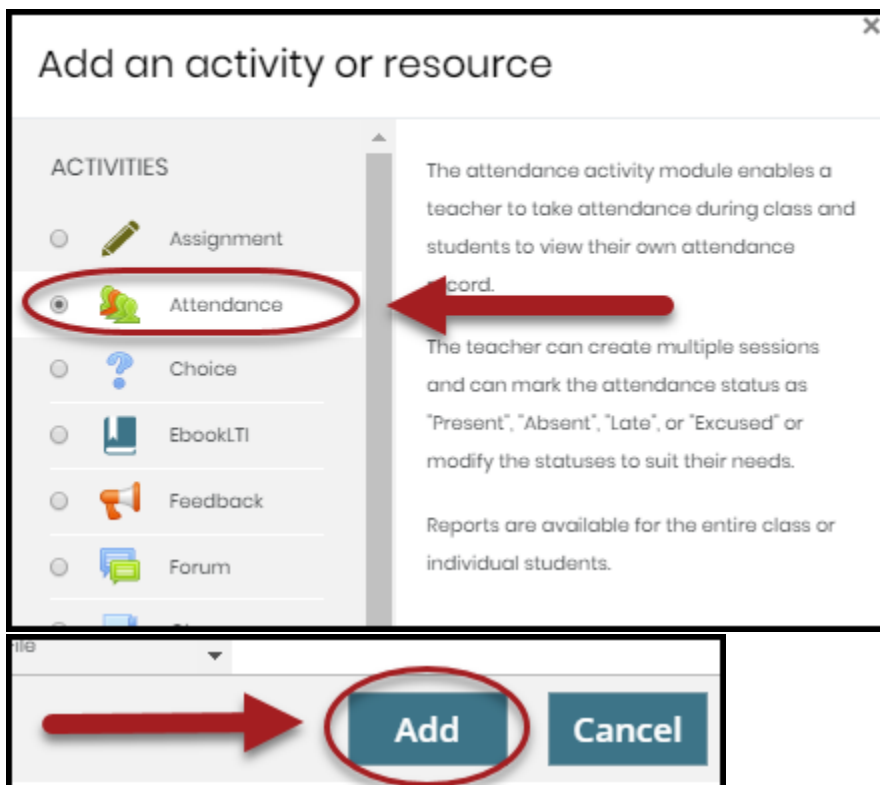 Add an activity or resource
ACTIVITIES
Assignment
Attendance
Choice
EbookLTI
Feedback
Forum
The attendance activity module enables a
teacher to take attendance during class and
students to view their own attendance
record.
The teacher can create multiple sessions
and can mark the attendance status as
"Present", "Absent", "Late", or "Excused" or
modify the statuses to suit their needs.
Reports are available for the entire class or
individual students.
Add
Cancel